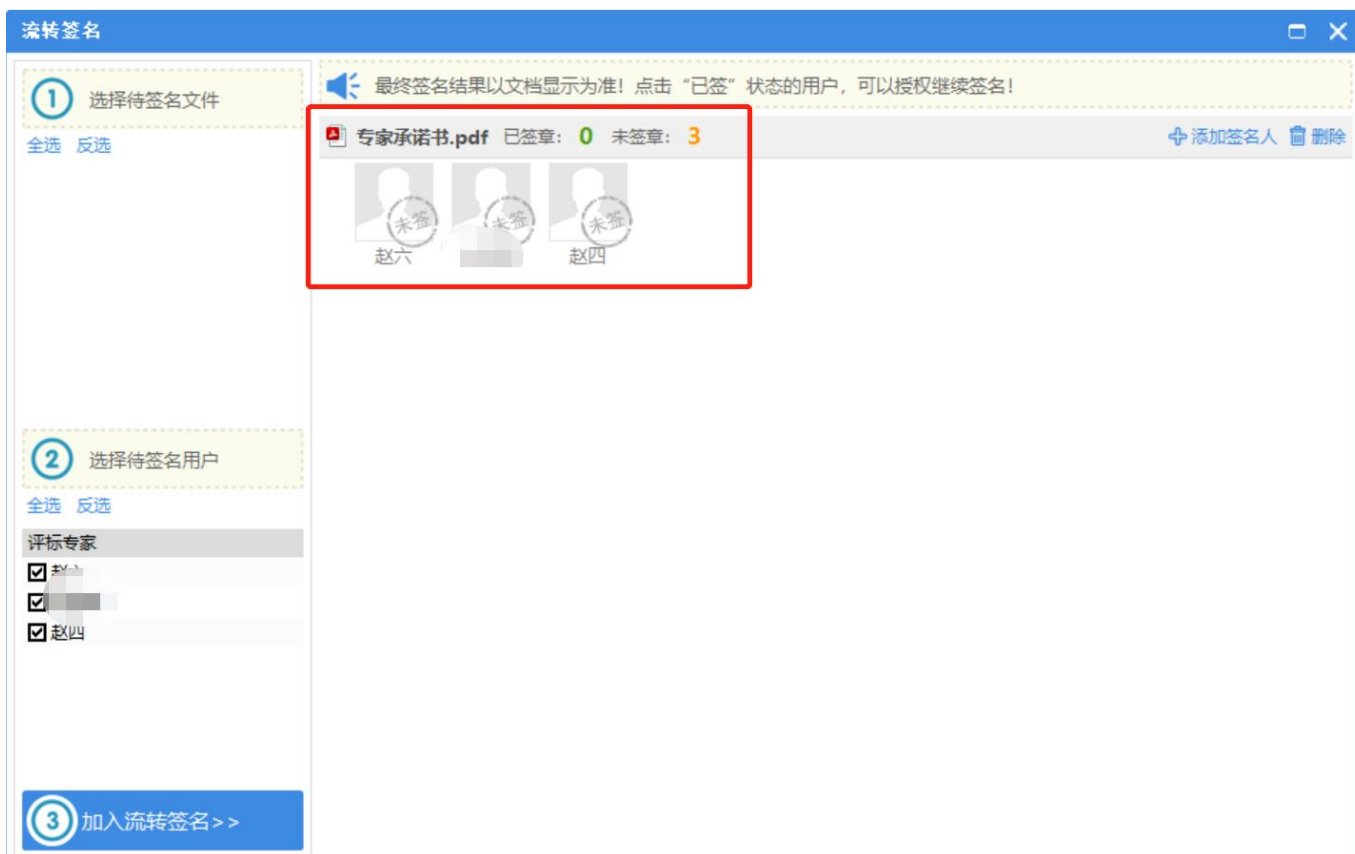 流转签名
1 选择待签名文件
全选 反选
最终签名结果以文档显示为准！点击“已签”状态的用户，可以授权继续签名！
专家承诺书.pdf 已签章： 0 未签章： 3 添加签名人 删除
未签 未签 未签
赵六 赵四
2 选择待签名用户
全选 反选
评标专家
赵四
3 加入流转签名>>